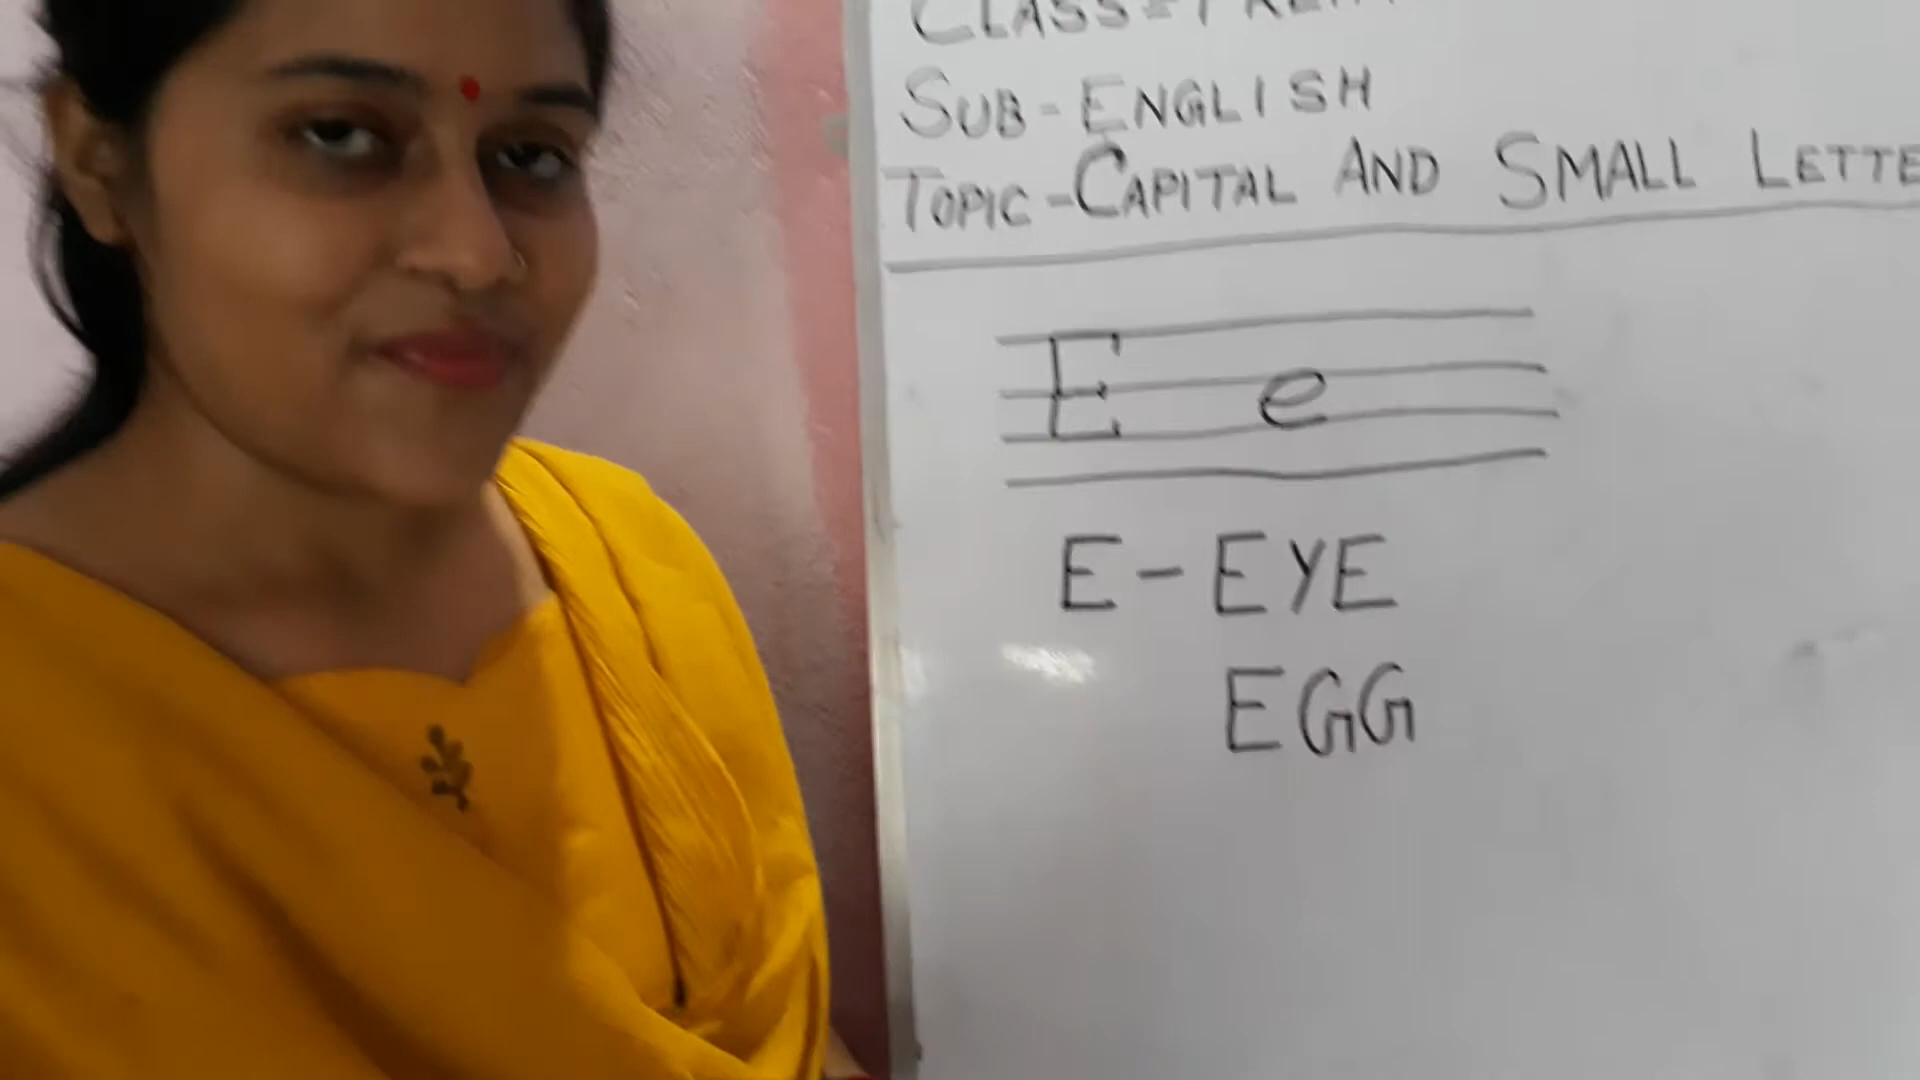 SUB - ENGLISH
TOPIC - CAPITAL AND SMALL
E e
E - EYE
EGG